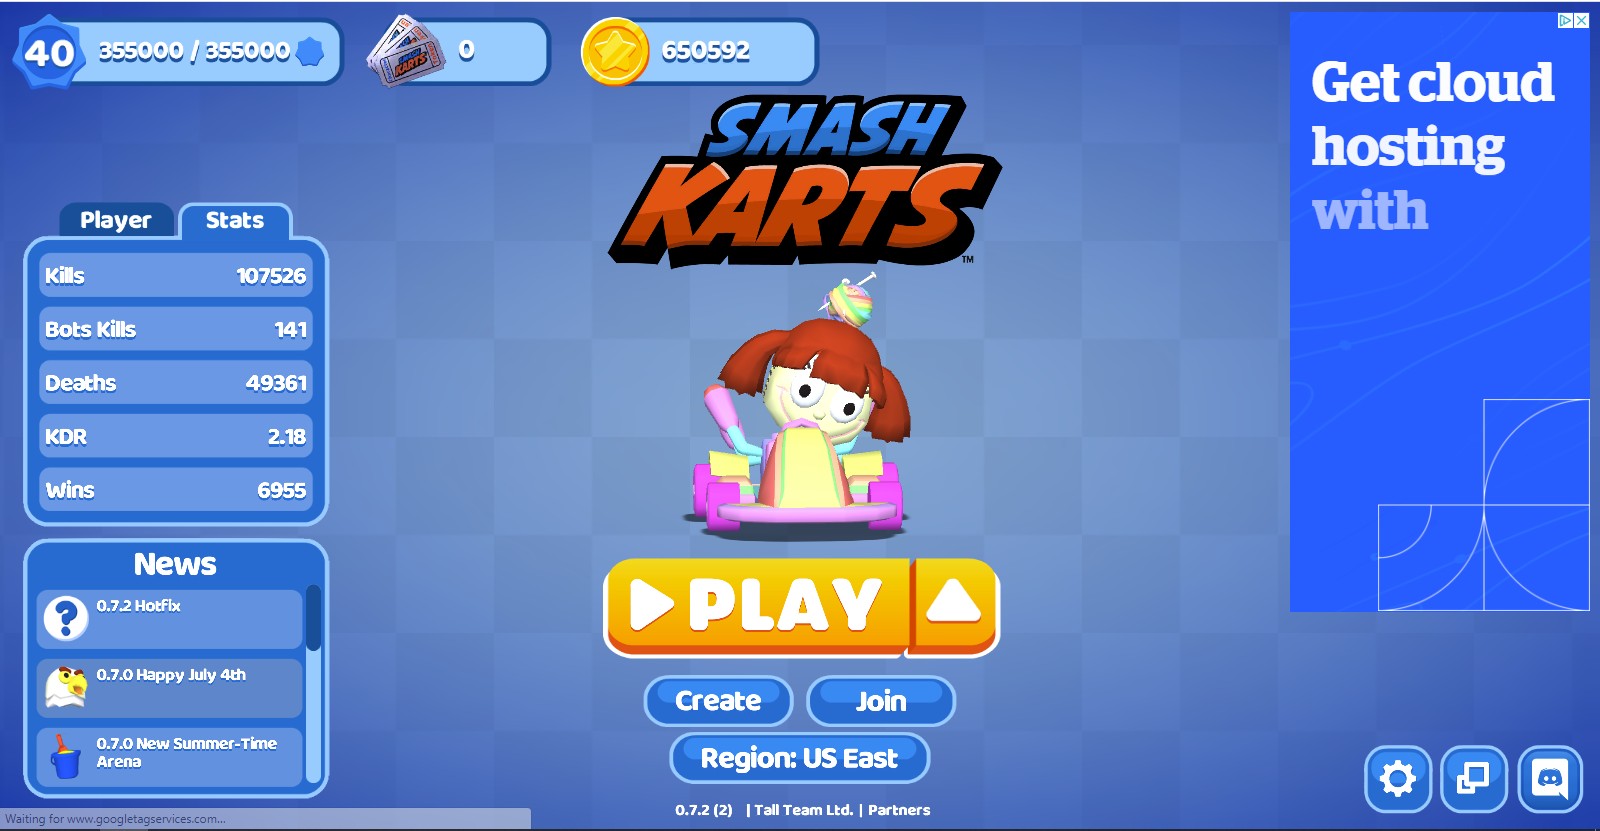 40
355000 / 355000
SMASH KARTS
0
650592
SMASH
KARTS
TM
Player
Stats
Kills 107526
Bots Kills 141
Deaths 49361
KDR 2.18
Wins 6955
News
0.7.2 Hotfix
0.7.0 Happy July 4th
0.7.0 New Summer-Time
Arena
PLAY
Create
Join
Region: US East
0.7.2 (2) | Tall Team Ltd. | Partners
Get cloud
hosting
with
Waiting for www.googletagservices.com...